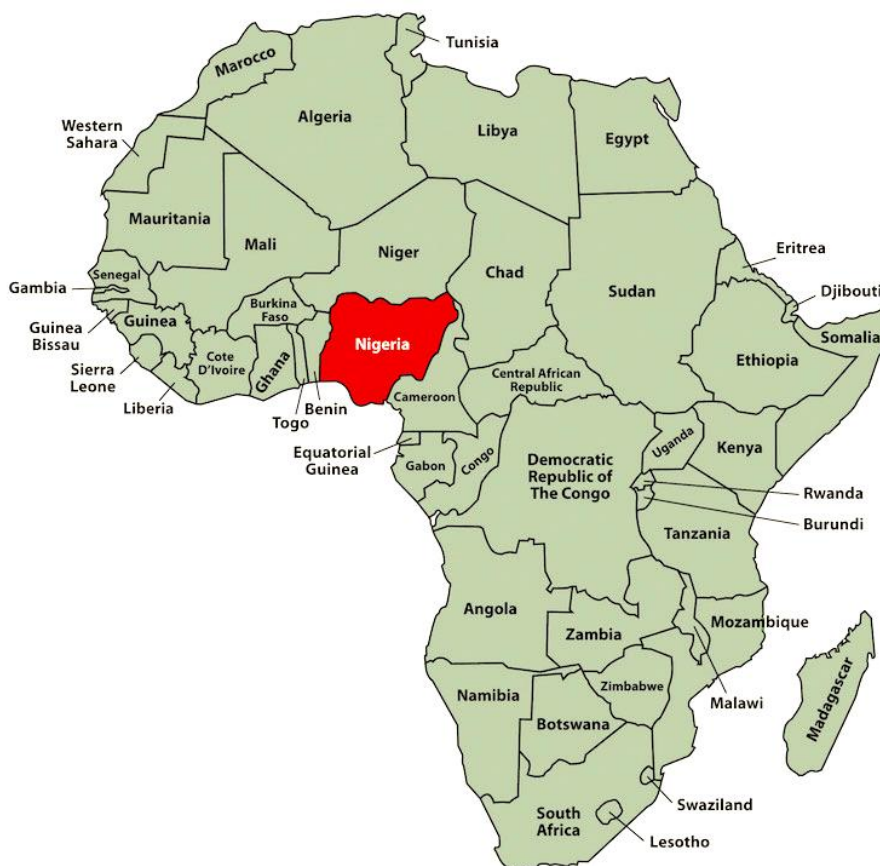 Tunisia
Marocco
Algeria
Libya
Egypt
Western
Sahara
Mauritania
Mali
Niger
Chad
Sudan
Eritrea
Djibouti
Somalia
Senegal
Gambia
Guinea
Bissau
Guinea
Burkina
Faso
Nigeria
Ethiopia
Sierra
Leone
Liberia
Cote
D'Ivoire
Ghana
Togo
Benin
Cameroon
Central African
Republic
Equatorial
Guinea
Gabon
Congo
Democratic
Republic of
The Congo
Uganda
Kenya
Rwanda
Burundi
Tanzania
Angola
Zambia
Mozambique
Malawi
Madagascar
Namibia
Zimbabwe
Botswana
Swaziland
South
Africa
Lesotho